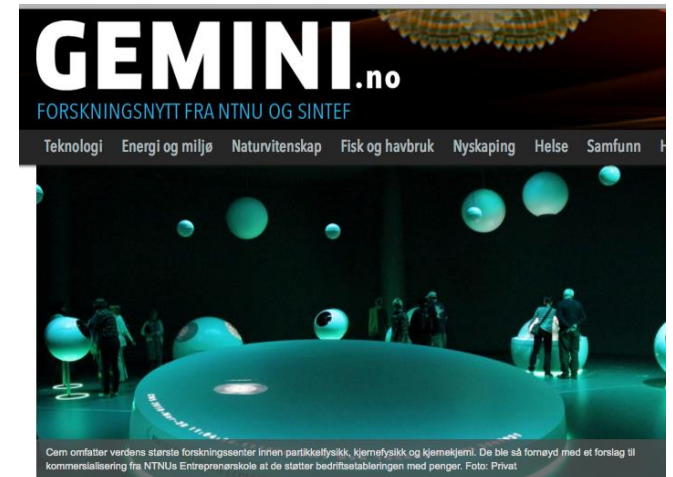 GEMINI.no
FORSKNINGSNYTT FRA NTNU OG SINTEF
Teknologi Energi og miljø Naturvitenskap Fisk og havbruk Nyskaping Helse Samfunn
Cern omfatter verdens største forskningssenter innen partikkelfysikk, kjernefysikk og kjernekjemi. De ble så fornøyd med et forslag til
kommersialisering fra NTNUs Entreprenørskole at de støtter bedriftsetableringen med penger. Foto: Privat